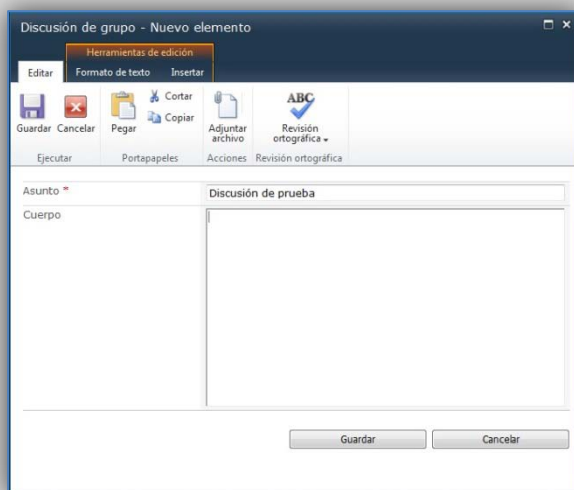 Discusión de grupo - Nuevo elemento
Herramientas de edición
Editar Formato de texto Insertar
Guardar Cancelar Pegar Cortar Copiar Adjuntar archivo ABC Revisión ortográfica
Ejecutar Portapapeles Acciones Revisión ortográfica
Asunto * Discusión de prueba
Cuerpo
Guardar Cancelar